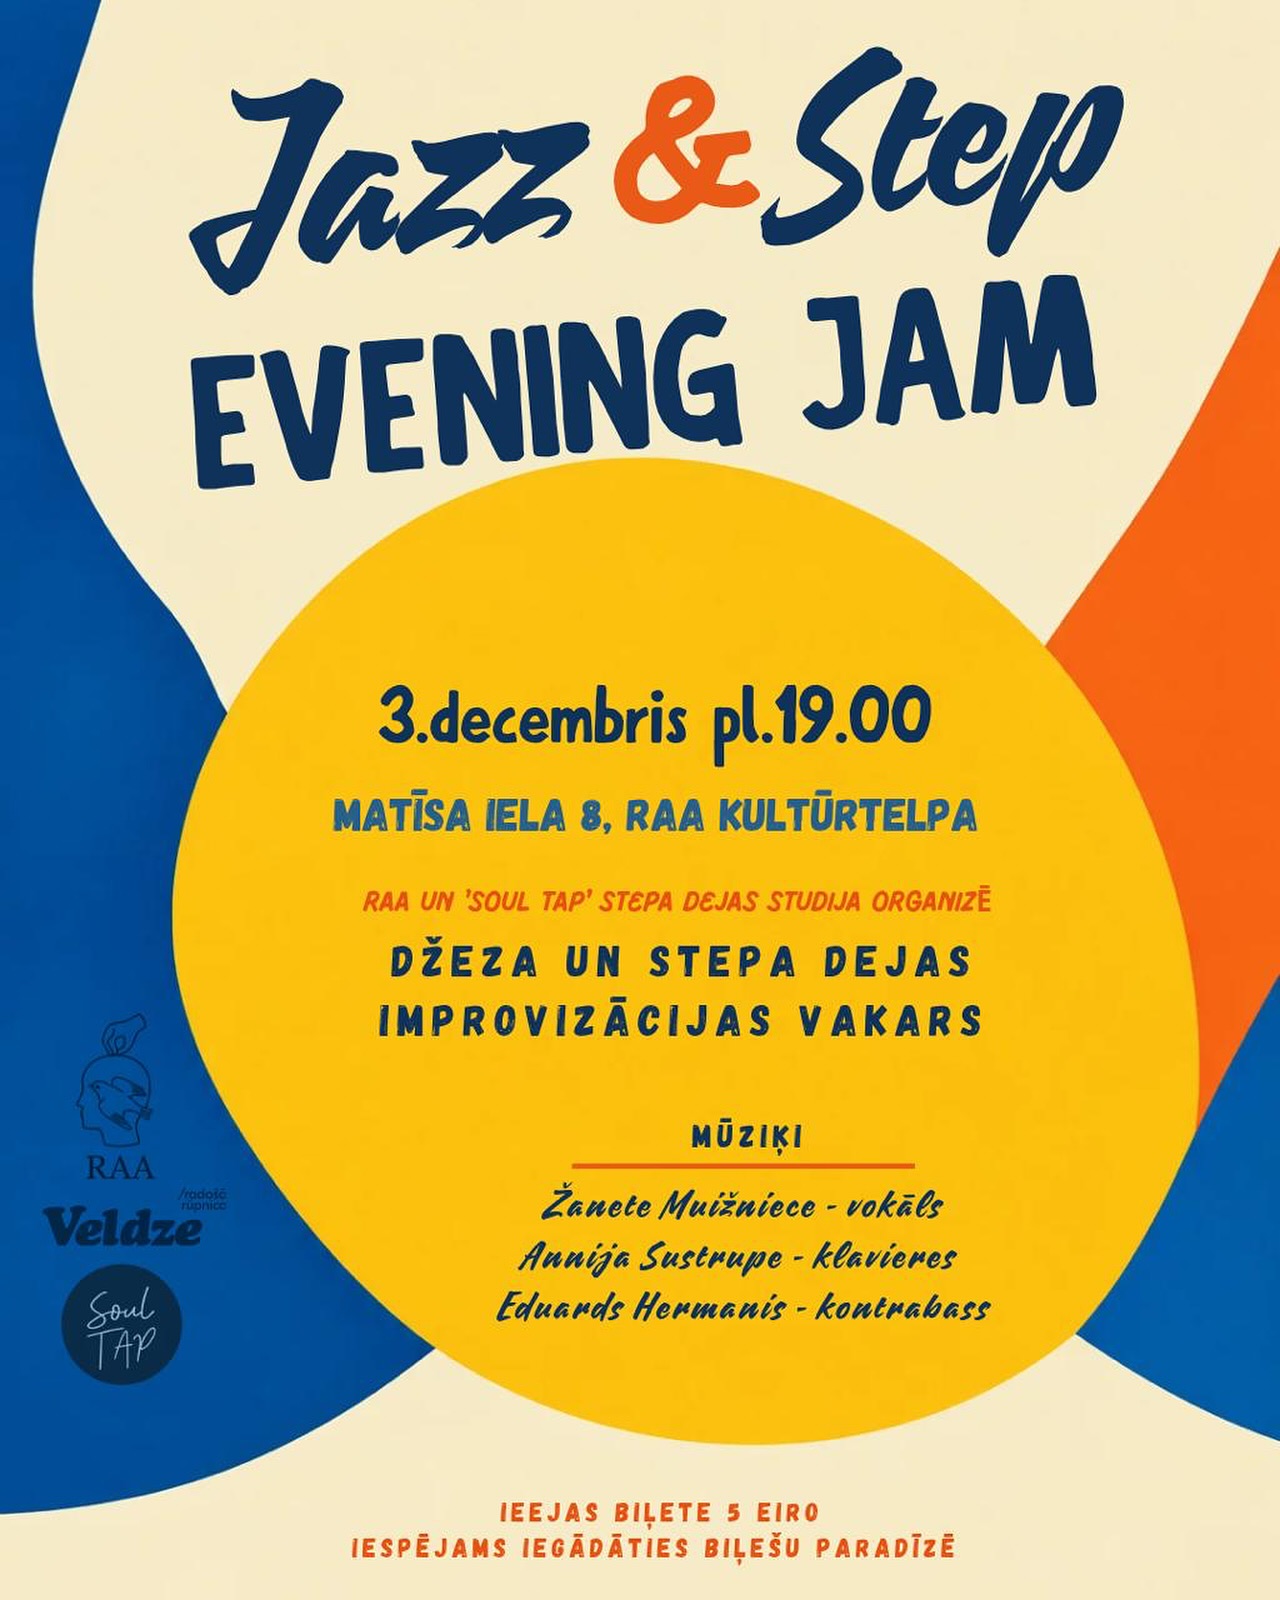 Jazz & Step
EVENING JAM
3.decembris pl.19.00
MATĪSA IELA 8, RAA KULTŪRTELPA
RAA UN 'SOUL TAP' STEPA DEJAS STUDIJA ORGANIZĒ
DŽEZA UN STEPA DEJAS
IMPROVIZĀCIJAS VAKARS
MŪZIĶI
Žanete Muižniece - vokāls
Annija Sustrupe - klavieres
Eduards Hermanis - kontrabass
RAA
/radošā
rūpnīca
Veldze
Soul
TAP
IEEJAS BIĻETE 5 EIRO
IESPĒJAMS IEGĀDĀTIES BIĻEŠU PARADĪZĒ